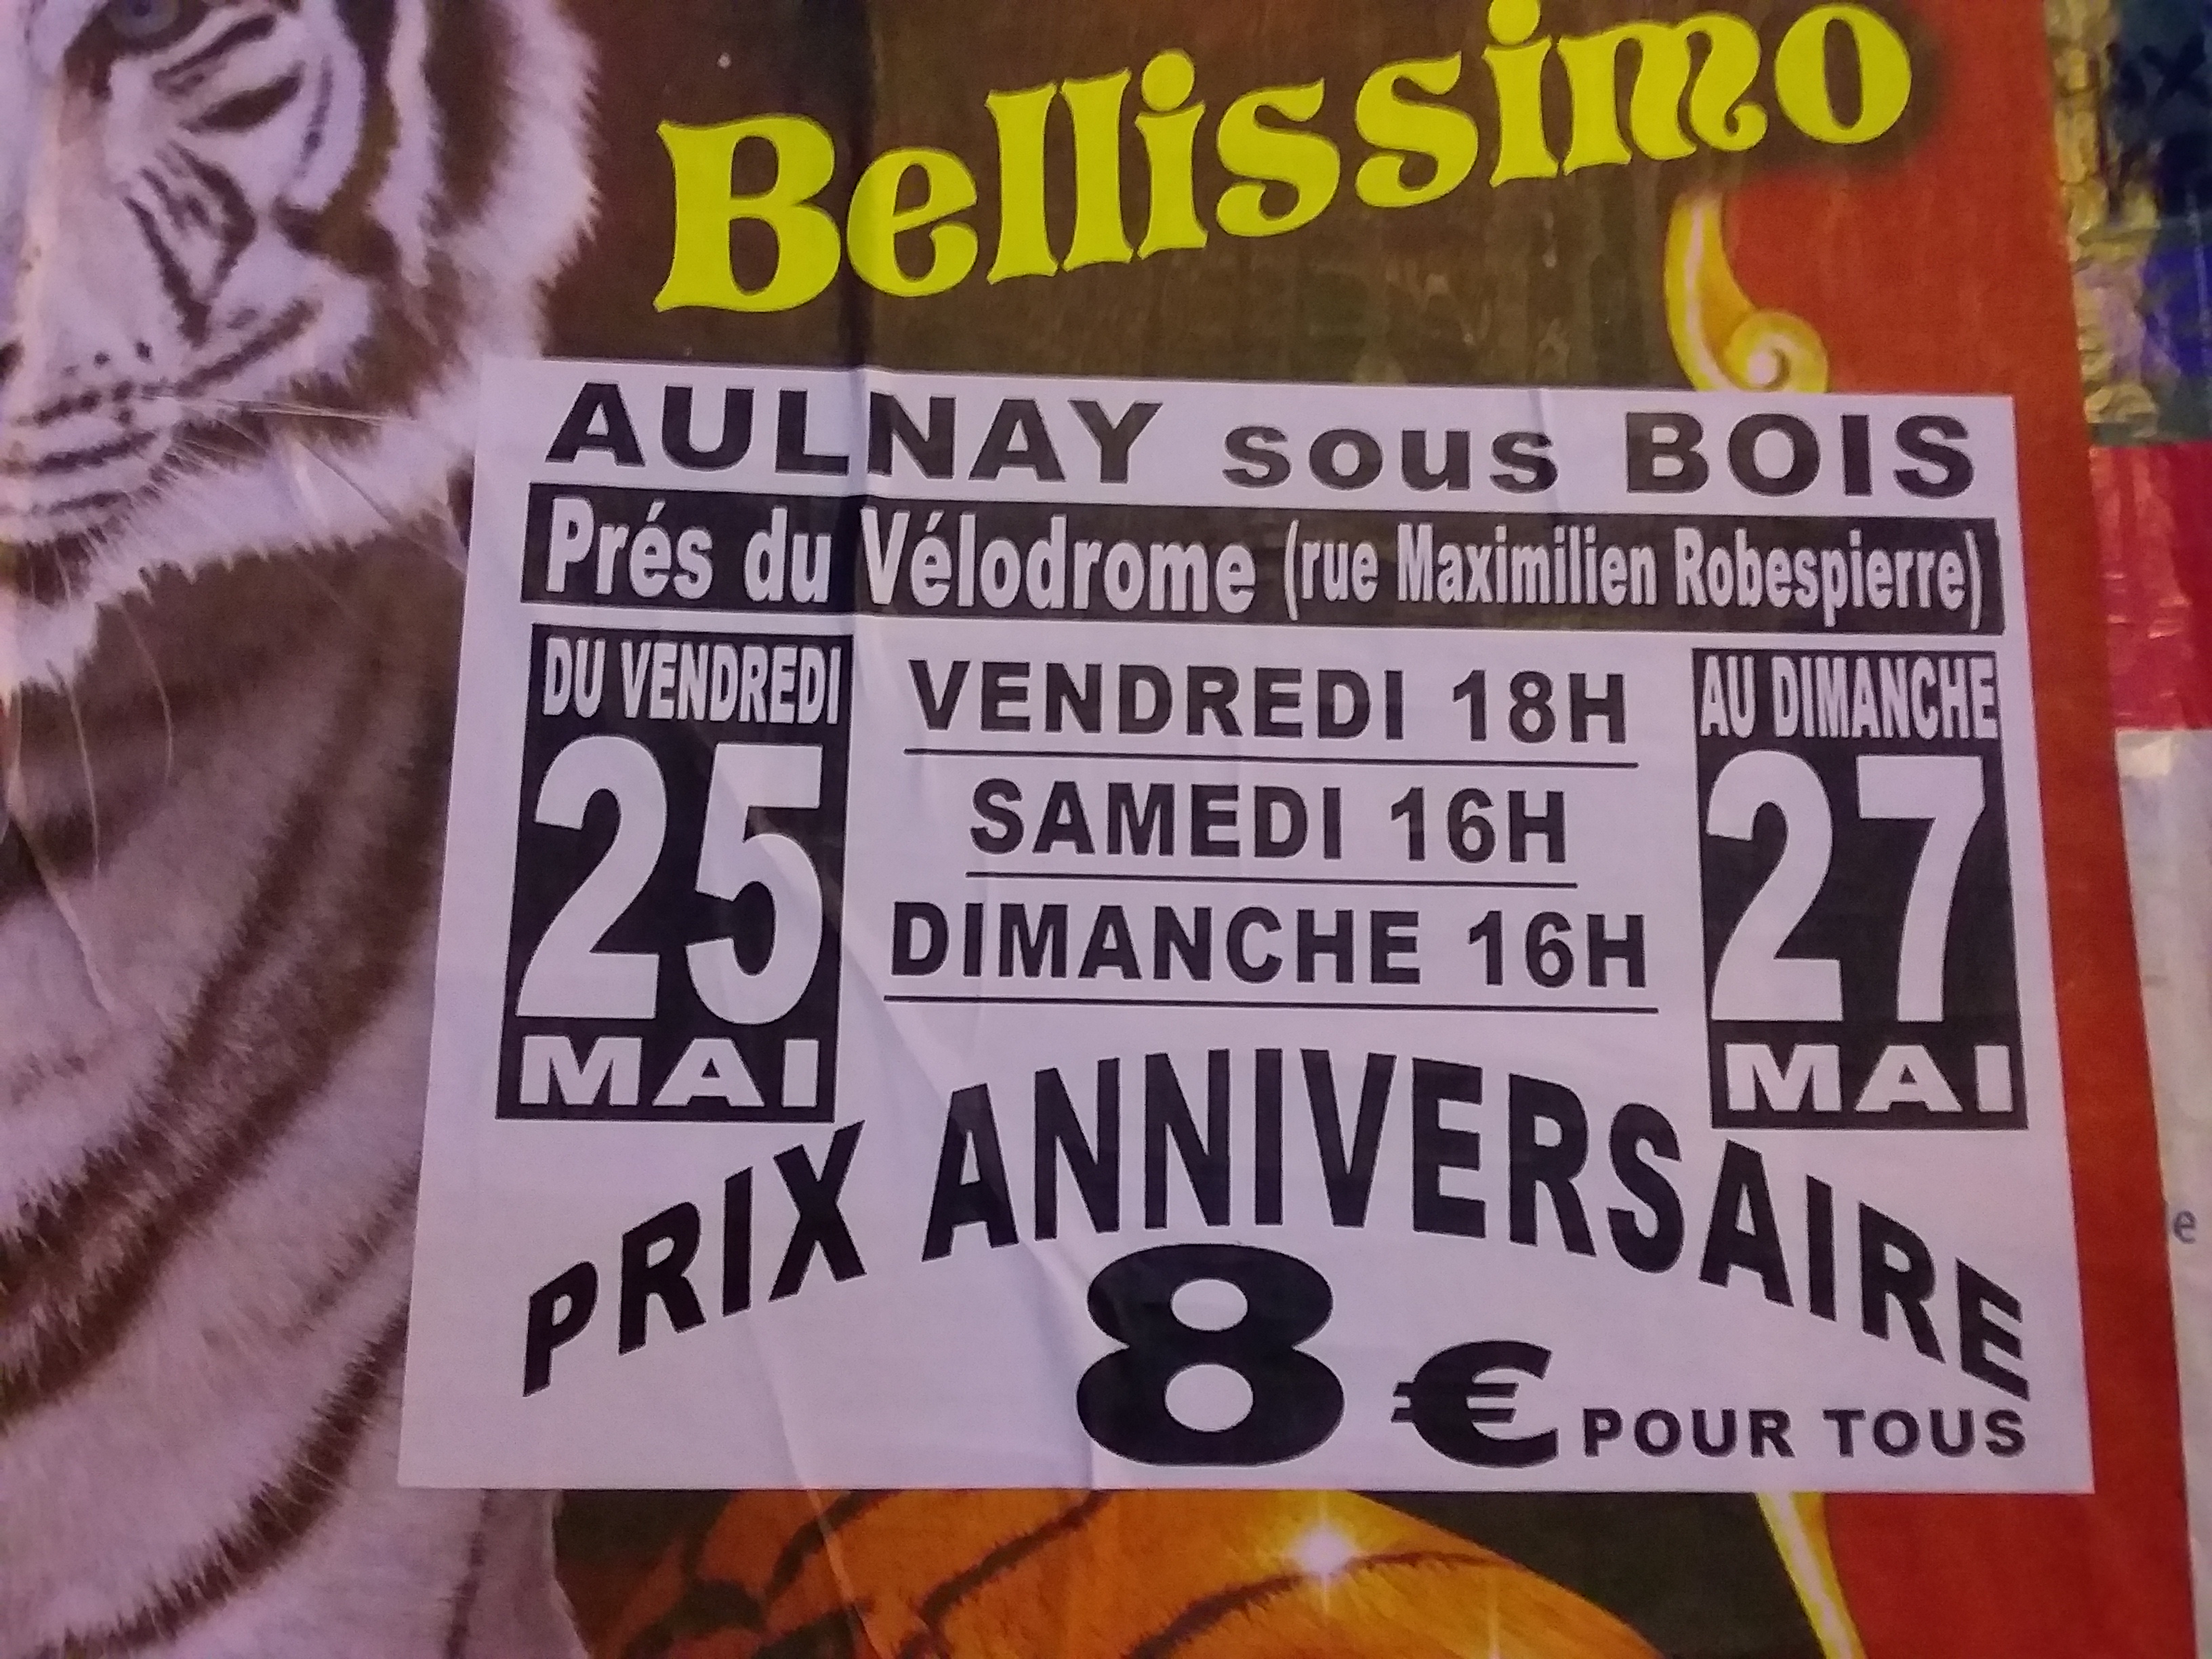 Bellissimo
AULNAY sous BOIS
Prés du Vélodrome (rue Maximilien Robespierre)
DU VENDREDI
25
MAI
VENDREDI 18H
SAMEDI 16H
DIMANCHE 16H
AU DIMANCHE
27
MAI
PRIX ANNIVERSAIRE
8€ POUR TOUS